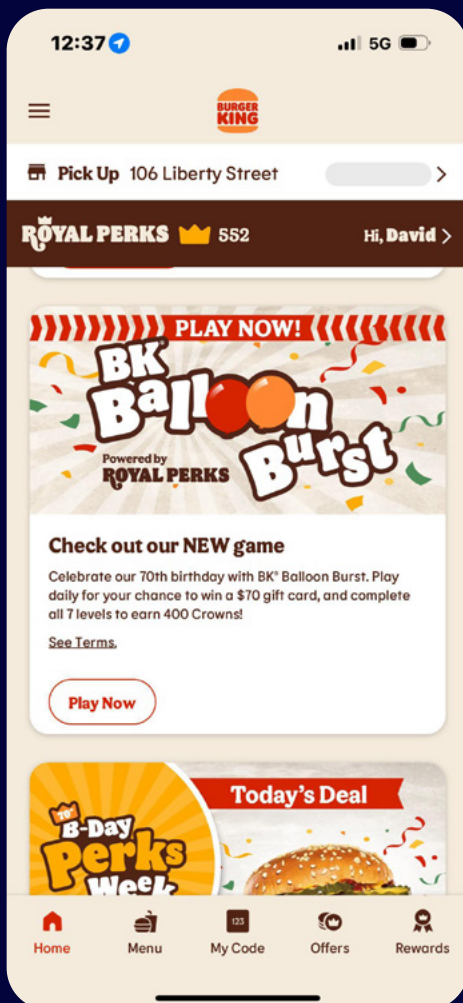 12:37
5G
BURGER
KING
Pick Up 106 Liberty Street
ROYAL PERKS 552
Hi, David
PLAY NOW!
BK®
Balloon
Burst
Powered by
ROYAL PERKS
Check out our NEW game
Celebrate our 70th birthday with BK® Balloon Burst. Play
daily for your chance to win a $70 gift card, and complete
all 7 levels to earn 400 Crowns!
See Terms.
Play Now
70TH
B-Day
Perks
Week
Today's Deal
123
Home
Menu
My Code
Offers
Rewards